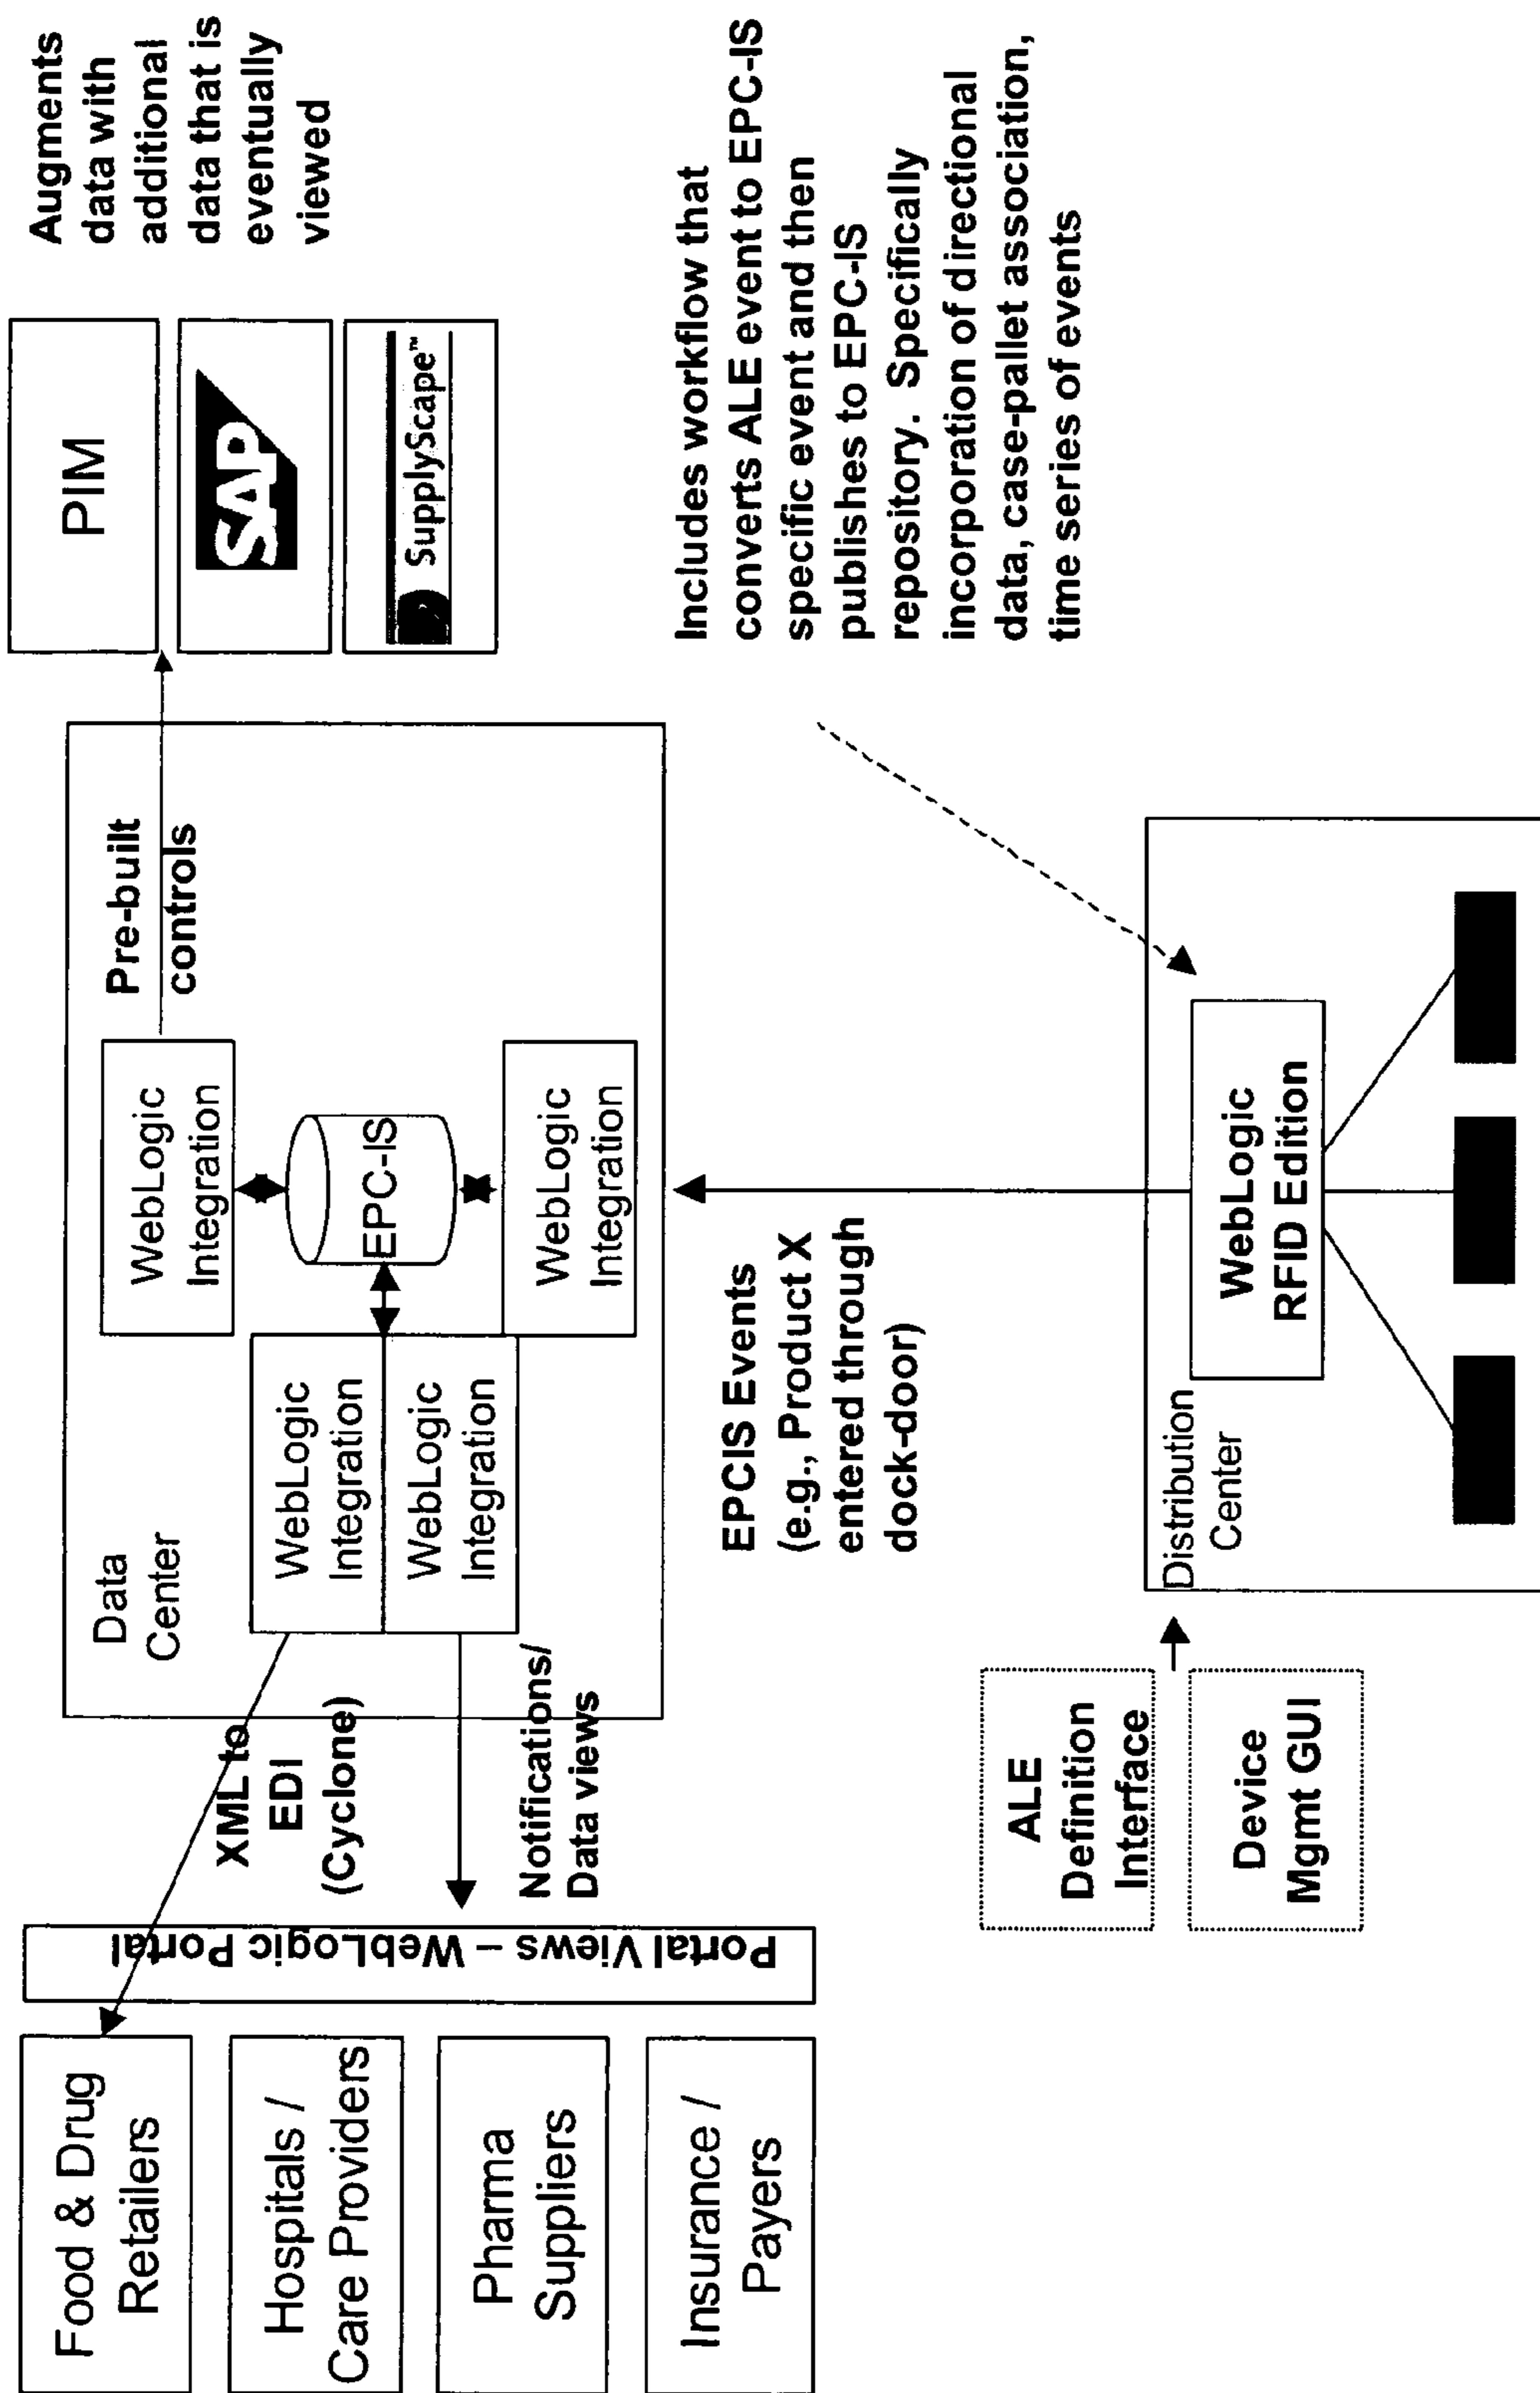 Food & Drug
Retailers
Hospitals /
Care Providers
Pharma
Suppliers
Insurance /
Payers
Portal Views – WebLogic Portal
XML to
EDI
(Cyclone)
Notifications/
Data views
Data
Center
WebLogic
Integration
WebLogic
Integration
WebLogic
Integration
EPC-IS
WebLogic
Integration
Pre-built
controls
PIM
SAP
SupplyScape™
Augments
data with
additional
data that is
eventually
viewed
EPCIS Events
(e.g., Product X
entered through
dock-door)
Includes workflow that
converts ALE event to EPC-IS
specific event and then
publishes to EPC-IS
repository. Specifically
incorporation of directional
data, case-pallet association,
time series of events
ALE
Definition
Interface
Device
Mgmt GUI
Distribution
Center
WebLogic
RFID Edition